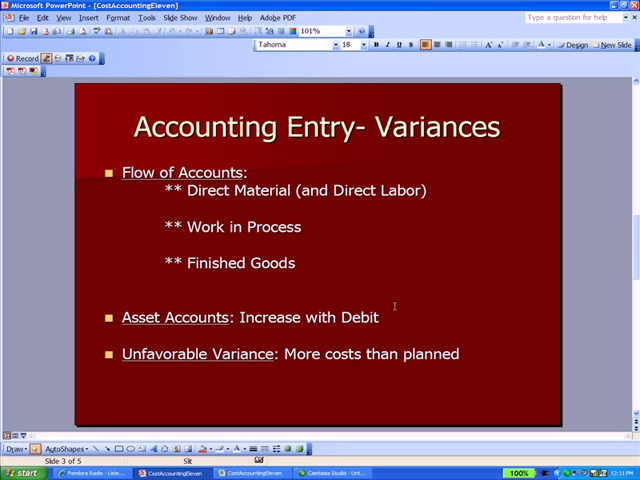 Microsoft PowerPoint - [CostAccountingEleven]
File Edit View Insert Format Tools Slide Show Window Help Adobe PDF
Type a question for help
101%
Tahoma 18 B I U S Design New Slide
Record
Accounting Entry- Variances
Flow of Accounts:
** Direct Material (and Direct Labor)
** Work in Process
** Finished Goods
Asset Accounts: Increase with Debit
Unfavorable Variance: More costs than planned
Draw AutoShapes
Slide 3 of 5 Slit
start Pandora Radio - Liste... CostAccountingEleven CostAccountingEleven Camtasia Studio - Unt... 100% 12:11 PM